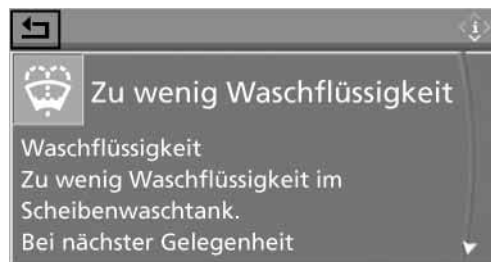 Zu wenig Waschflüssigkeit
Waschflüssigkeit
Zu wenig Waschflüssigkeit im
Scheibenwaschtank.
Bei nächster Gelegenheit